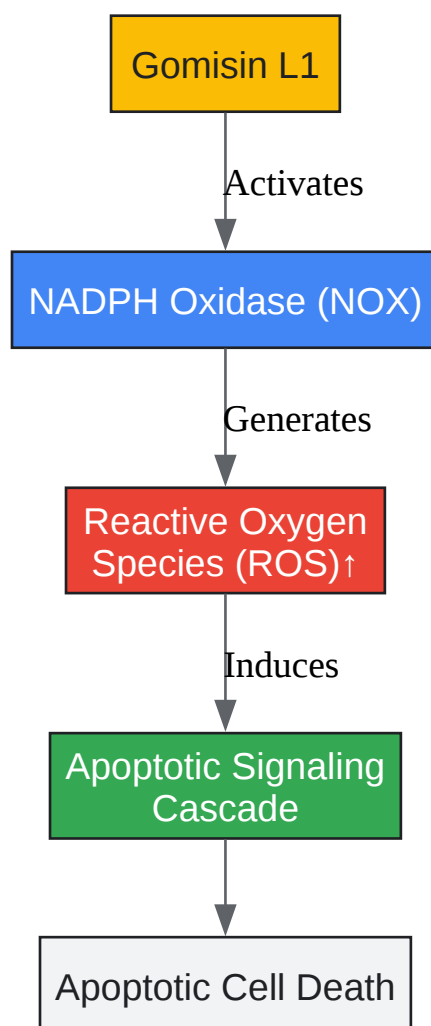 Gomisin L1
Activates
NADPH Oxidase (NOX)
Generates
Reactive Oxygen
Species (ROS)↑
Induces
Apoptotic Signaling
Cascade
Apoptotic Cell Death